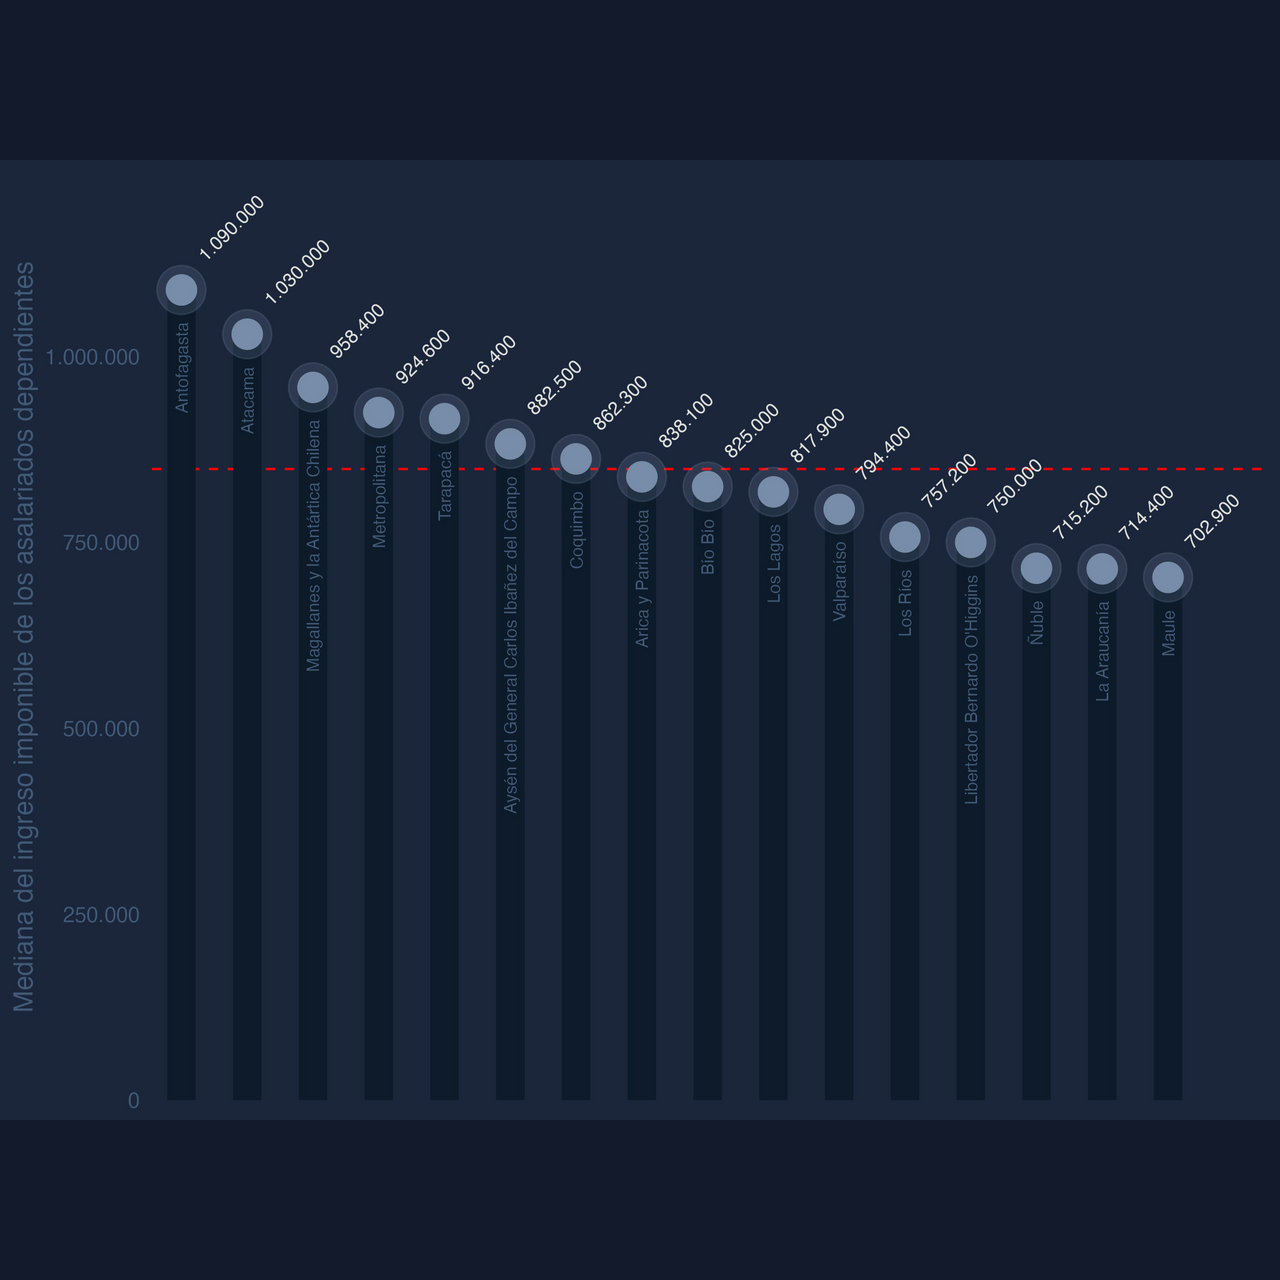 Mediana del ingreso imponible de los asalariados dependientes
1.000.000
750.000
500.000
250.000
0
1.090.000
1.030.000
958.400
924.600
916.400
882.500
862.300
838.100
825.000
817.900
794.400
757.200
750.000
715.200
714.400
702.900
Antofagasta
Atacama
Magallanes y la Antártica Chilena
Metropolitana
Tarapacá
Aysén del General Carlos Ibañez del Campo
Coquimbo
Arica y Parinacota
Bío Bío
Los Lagos
Valparaíso
Los Ríos
Libertador Bernardo O'Higgins
Ñuble
La Araucanía
Maule